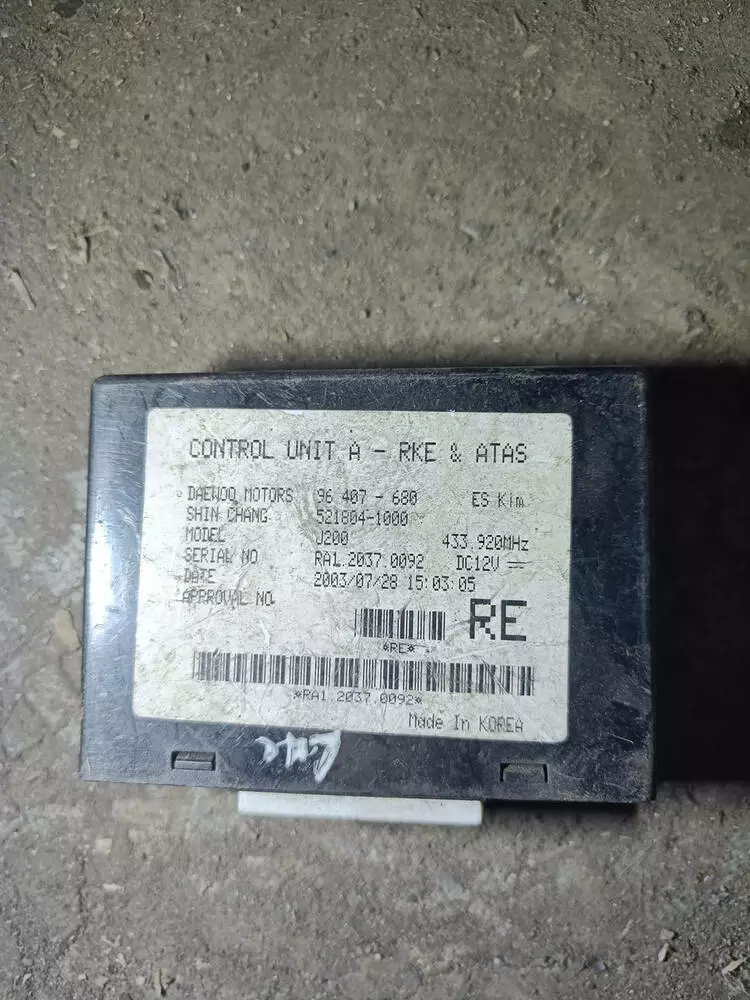 CONTROL UNIT A - RKE & ATAS
DAEWOO MOTORS 96 407 - 680 ES Kim
SHIN CHANG 521804-1000
MODEL J200 433.920MHz
SERIAL NO RA1.2037.0092 DC12V
DATE 2003/07/28 15:03:05
APPROVAL NO
RE
*RE*
*RA1.2037.0092*
Made In KOREA